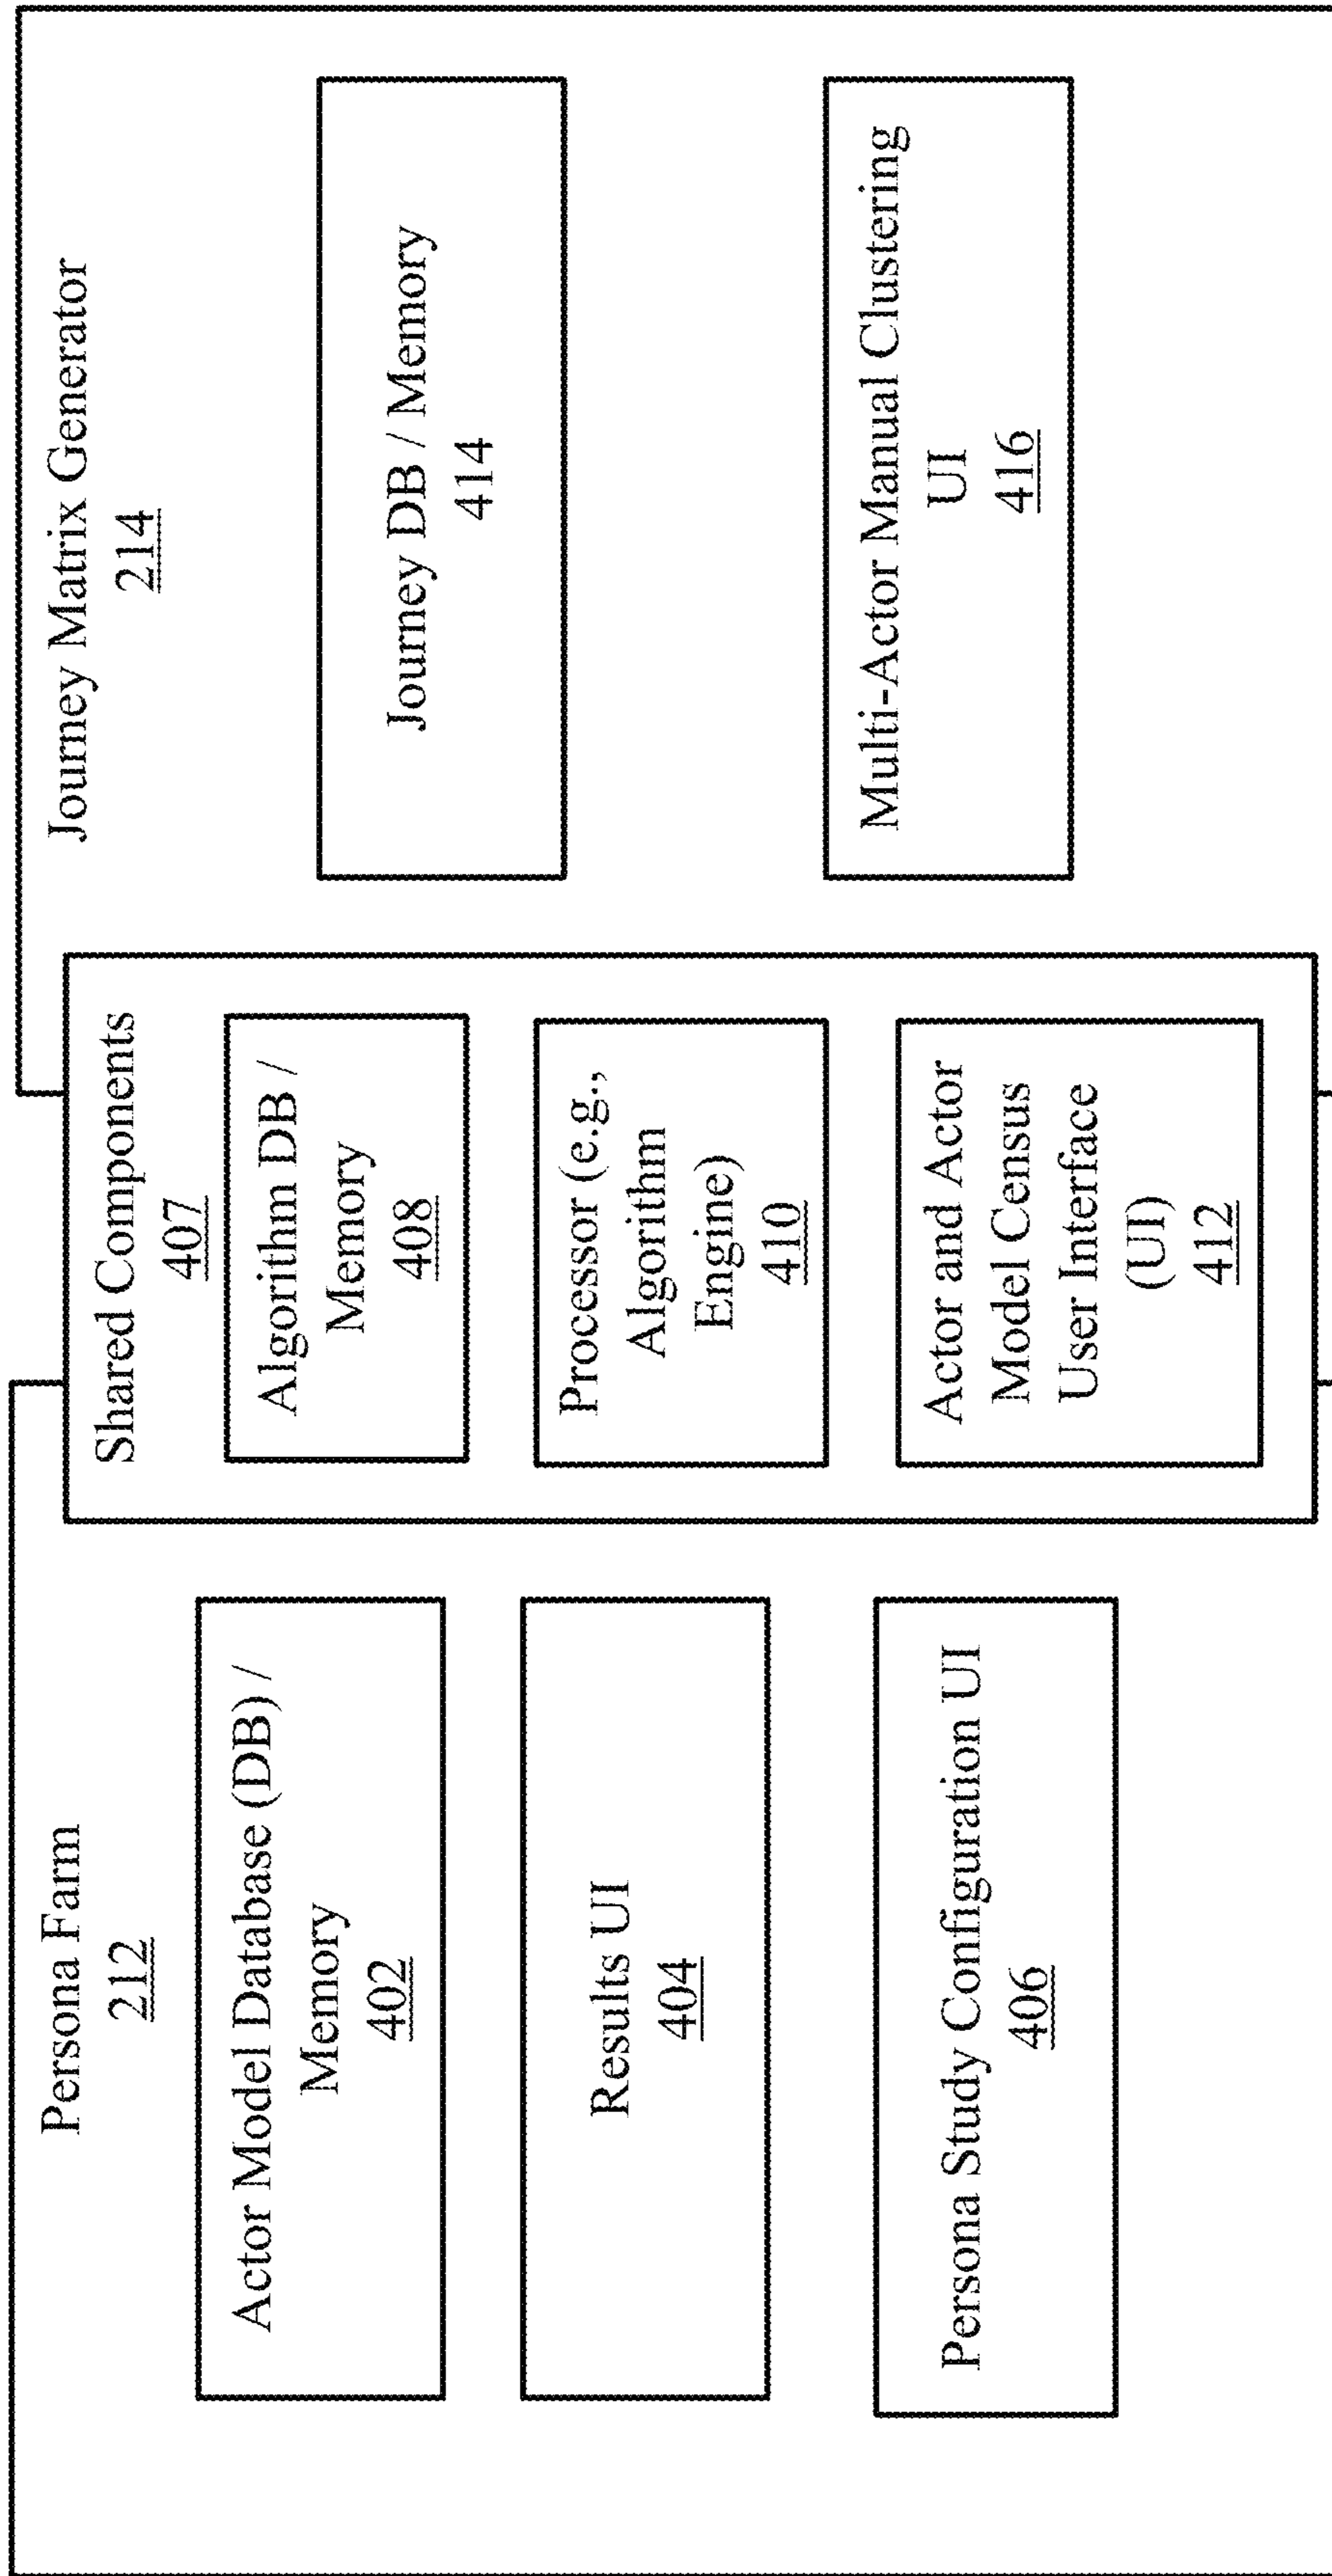 Persona Farm
212
Actor Model Database (DB) /
Memory
402
Results UI
404
Persona Study Configuration UI
406
Shared Components
407
Algorithm DB /
Memory
408
Processor (e.g.,
Algorithm
Engine)
410
Actor and Actor
Model Census
User Interface
(UI)
412
Journey Matrix Generator
214
Journey DB / Memory
414
Multi-Actor Manual Clustering
UI
416